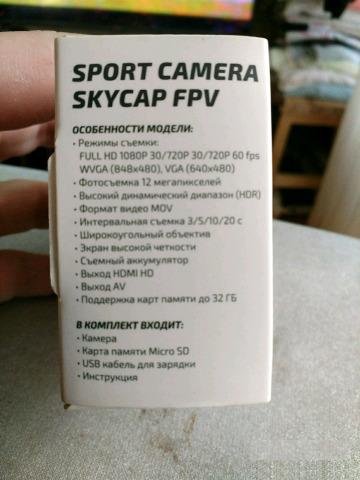 SPORT CAMERA
SKYCAP FPV
ОСОБЕННОСТИ МОДЕЛИ:
• Режимы съемки:
FULL HD 1080P 30/720P 30/720P 60 fps
WVGA (848x480), VGA (640x480)
• Фотосъемка 12 мегапикселей
• Высокий динамический диапазон (HDR)
• Формат видео MOV
• Интервальная съемка 3/5/10/20 с
• Широкоугольный объектив
• Экран высокой четкости
• Съемный аккумулятор
• Выход HDMI HD
• Выход AV
• Поддержка карт памяти до 32 ГБ
В КОМПЛЕКТ ВХОДИТ:
• Камера
• Карта памяти Micro SD
• USB кабель для зарядки
• Инструкция